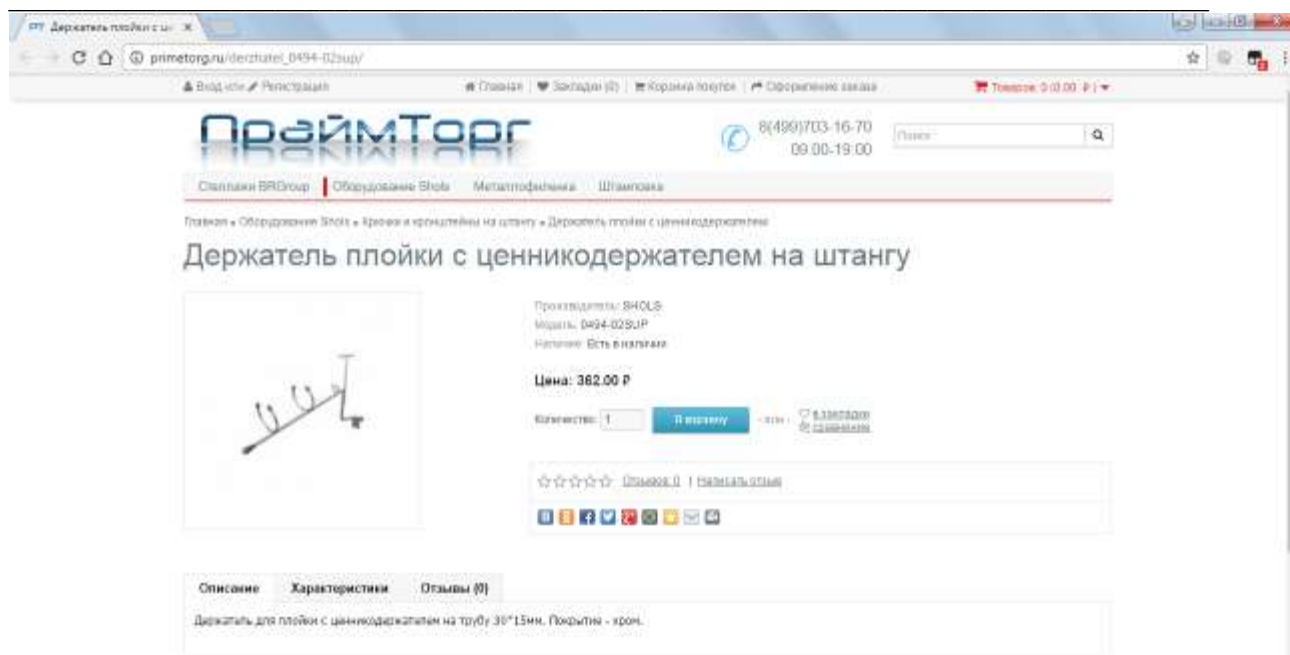 Держатель плойки с це
primetorg.ru/derzhatel_0494-02sup/
Вход или Регистрация
Главная | Закладки (0) | Корзина покупок | Оформление заказа
Товаров: 0 (0.00 ₽)
ПраймТорг
8(499)703-16-70
09.00-19.00
Поиск
Стеллажи BRGroup Оборудование Shols Металлофиленка Штамповка
Главная » Оборудование Shols » Крючки и кронштейны на штангу » Держатель плойки с ценникодержателем
Держатель плойки с ценникодержателем на штангу
Производитель: SHOLS
Модель: 0494-02SUP
Наличие: Есть в наличии
Цена: 362.00 ₽
Количество: 1 В корзину - или - в закладки
сравнение
Отзывов: 0 | Написать отзыв
Описание Характеристики Отзывы (0)
Держатель для плойки с ценникодержателем на трубу 30*15мм. Покрытие - хром.